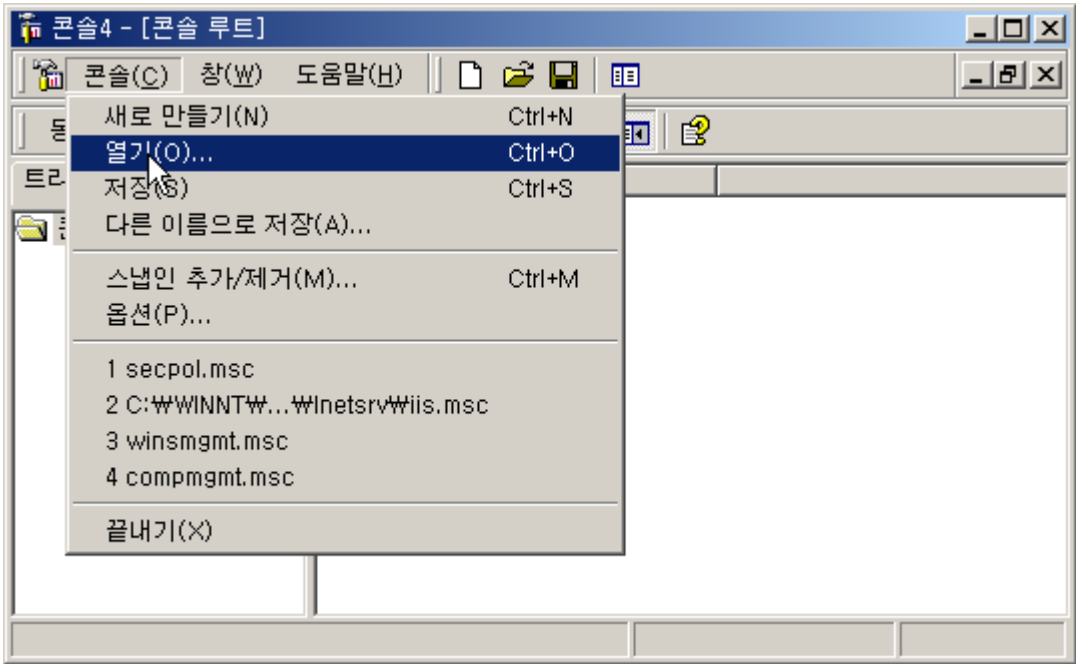 콘솔4 - [콘솔 루트]
콘솔(C) 창(W) 도움말(H)
새로 만들기(N) Ctrl+N
열기(O)... Ctrl+O
저장(S) Ctrl+S
다른 이름으로 저장(A)...
스냅인 추가/제거(M)... Ctrl+M
옵션(P)...
1 secpol.msc
2 C:₩WINNT₩...₩Inetsrv₩iis.msc
3 winsmgmt.msc
4 compmgmt.msc
끝내기(X)